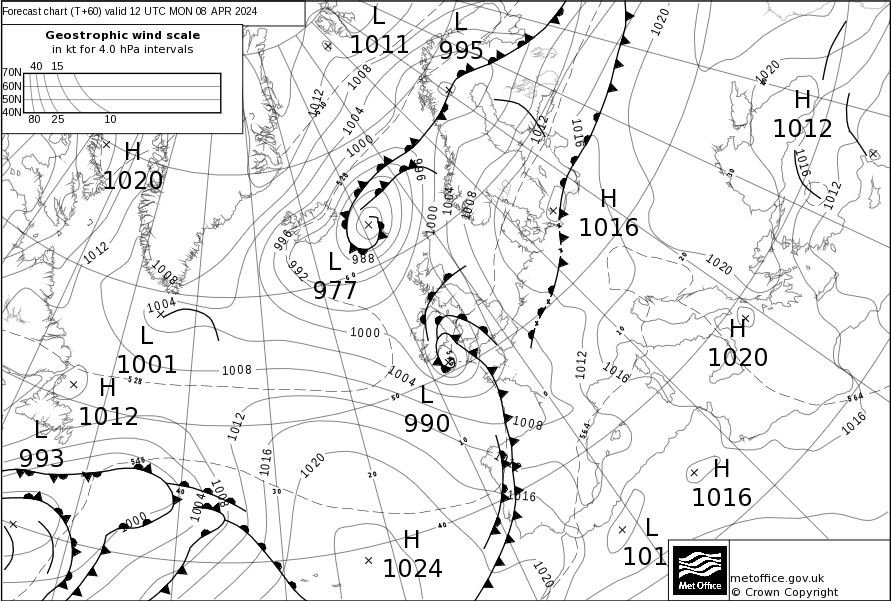 Forecast chart (T+60) valid 12 UTC MON 08 APR 2024
Geostrophic wind scale
in kt for 4.0 hPa intervals
40 15
70N
60N
50N
40N
80 25 10
L
1011
L
995
H
1012
H
1020
H
1016
L
977
L
1001
H
1012
L
993
L
990
H
1020
H
1016
H
1024
L
101
1008
1012
1004
1000
996
1004
1008
1000
1012
1016
1020
1020
1016
1012
996
992
988
1012
1008
1004
1000
1008
1004
1012
1016
1020
1020
1016
1012
1016
1008
1016
1020
1004
1008
1000
528
528
546
564
564
510
60
50
40
30
20
10
40
10
0
20
30
Met Office
metoffice.gov.uk
© Crown Copyright